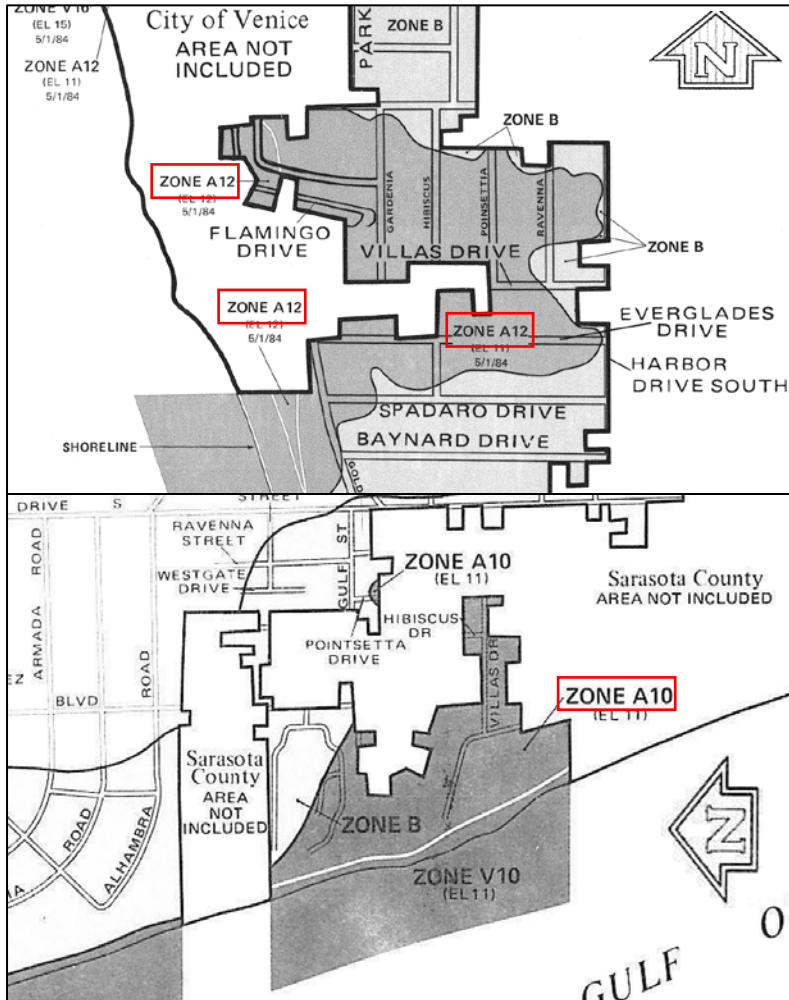 ZONE V16
(EL 15)
5/1/84
ZONE A12
(EL 11)
5/1/84
City of Venice
AREA NOT
INCLUDED
PARK
ZONE B
N
ZONE B
ZONE A12
(EL 12)
5/1/84
FLAMINGO
DRIVE
GARDENIA
HIBISCUS
POINSETTIA
RAVENNA
VILLAS DRIVE
ZONE B
ZONE A12
(EL 12)
5/1/84
ZONE A12
(EL 11)
5/1/84
EVERGLADES
DRIVE
HARBOR
DRIVE SOUTH
SPADARO DRIVE
BAYNARD DRIVE
SHORELINE
GOLD
DRIVE S
STREET
RAVENNA
STREET
WESTGATE
DRIVE
GULF ST
ZONE A10
(EL 11)
Sarasota County
AREA NOT INCLUDED
HIBISCUS
DR
POINTSETTA
DRIVE
ARMADA ROAD
EZ
BLVD
ROAD
VILLAS DR
ZONE A10
(EL 11)
Sarasota
County
AREA
NOT
INCLUDED
ZONE B
ROAD
ALHAMBRA
IA
ZONE V10
(EL 11)
N
GULF
O